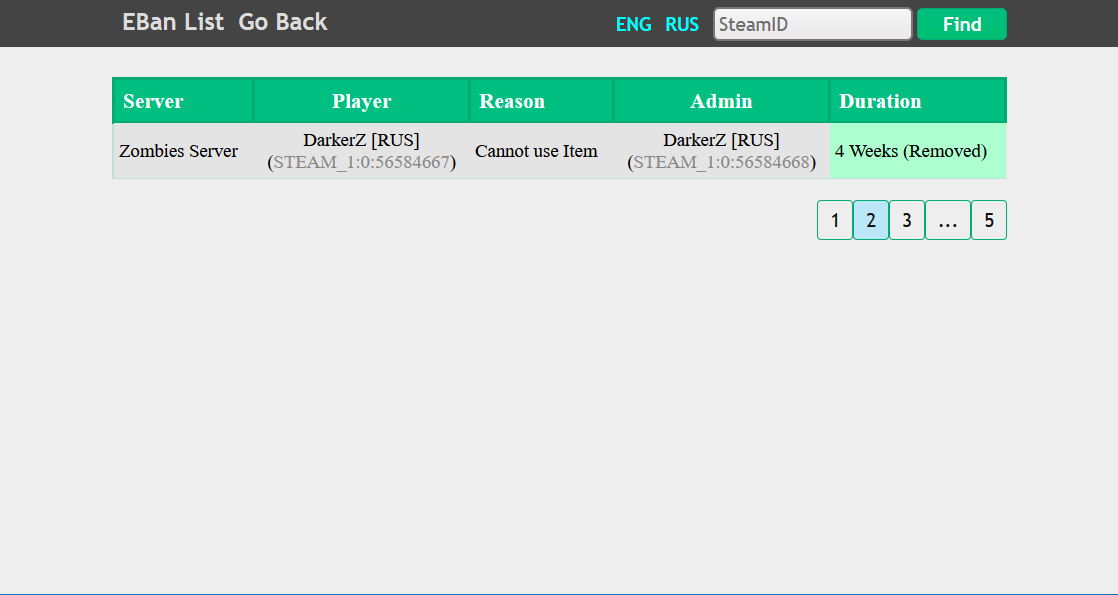 EBan List Go Back ENG RUS SteamID Find
Server Player Reason Admin Duration
DarkerZ [RUS] DarkerZ [RUS]
Zombies Server Cannot use Item 4 Weeks (Removed)
(STEAM_1:0:56584667) (STEAM_1:0:56584668)
1 2 3 ... 5